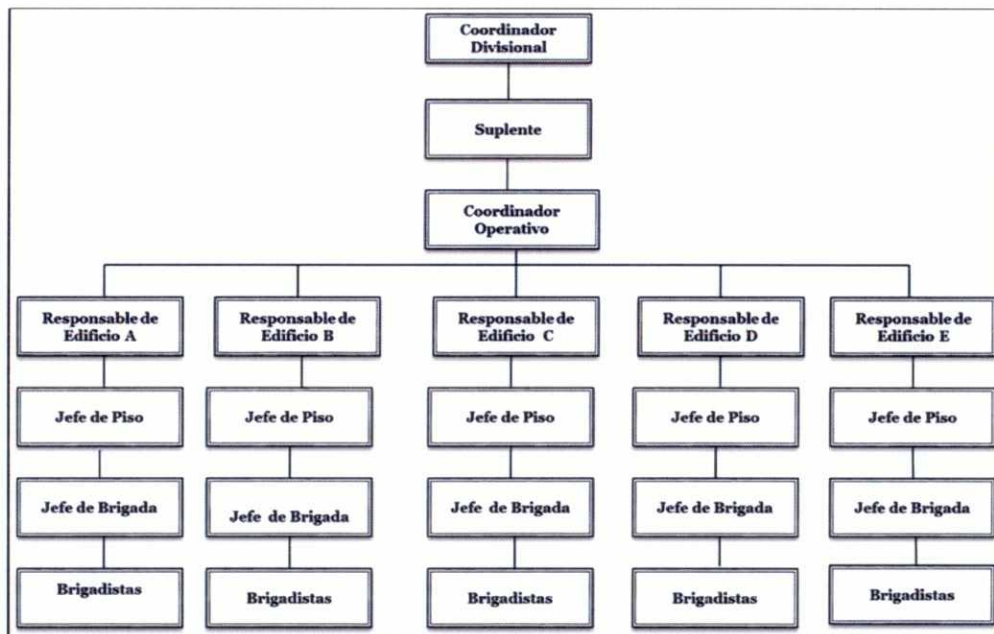 Coordinador
Divisional
Suplente
Coordinador
Operativo
Responsable de
Edificio A
Responsable de
Edificio B
Responsable de
Edificio C
Responsable de
Edificio D
Responsable de
Edificio E
Jefe de Piso
Jefe de Piso
Jefe de Piso
Jefe de Piso
Jefe de Piso
Jefe de Brigada
Jefe de Brigada
Jefe de Brigada
Jefe de Brigada
Jefe de Brigada
Brigadistas
Brigadistas
Brigadistas
Brigadistas
Brigadistas